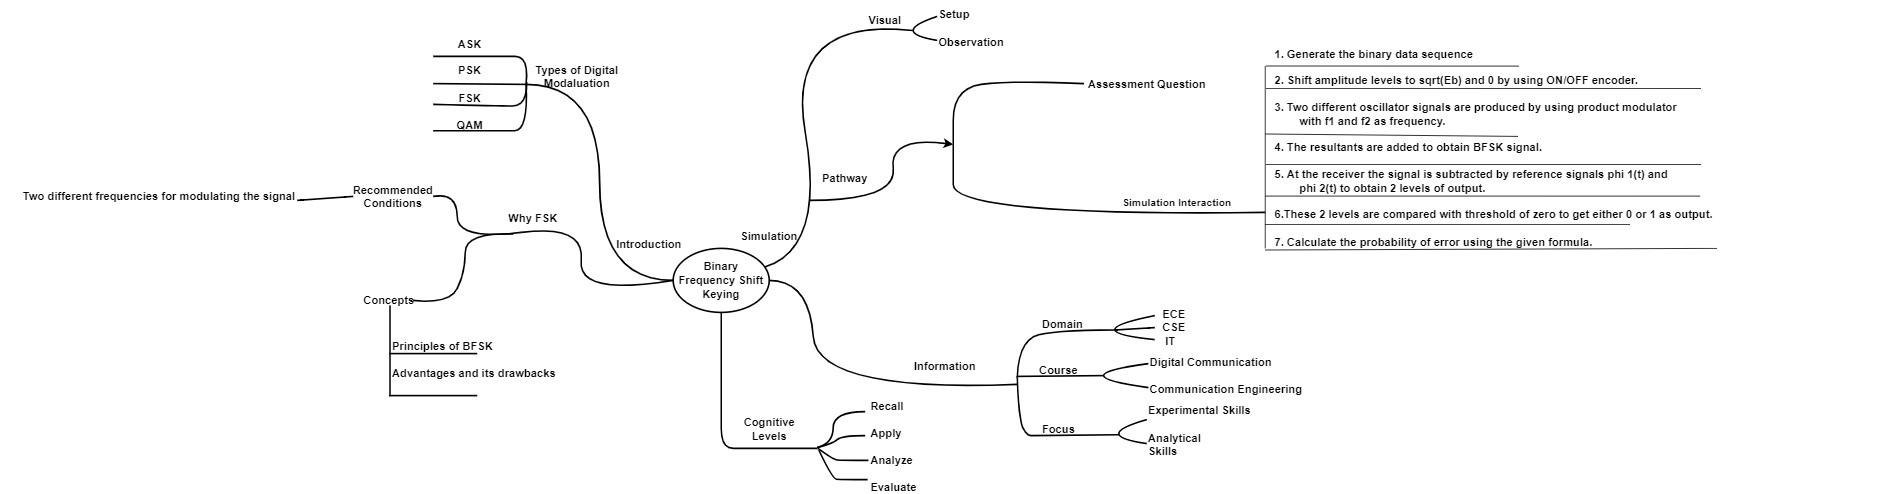 Visual
Setup
Observation
ASK
PSK
FSK
QAM
Types of Digital
Modaluation
Assessment Question
1. Generate the binary data sequence
2. Shift amplitude levels to sqrt(Eb) and 0 by using ON/OFF encoder.
3. Two different oscillator signals are produced by using product modulator
with f1 and f2 as frequency.
4. The resultants are added to obtain BFSK signal.
5. At the receiver the signal is subtracted by reference signals phi 1(t) and
phi 2(t) to obtain 2 levels of output.
6.These 2 levels are compared with threshold of zero to get either 0 or 1 as output.
7. Calculate the probability of error using the given formula.
Pathway
Simulation Interaction
Two different frequencies for modulating the signal
Recommended
Conditions
Why FSK
Introduction
Simulation
Binary
Frequency Shift
Keying
Concepts
Principles of BFSK
Advantages and its drawbacks
Information
Domain
ECE
CSE
IT
Course
Digital Communication
Communication Engineering
Focus
Experimental Skills
Analytical
Skills
Cognitive
Levels
Recall
Apply
Analyze
Evaluate